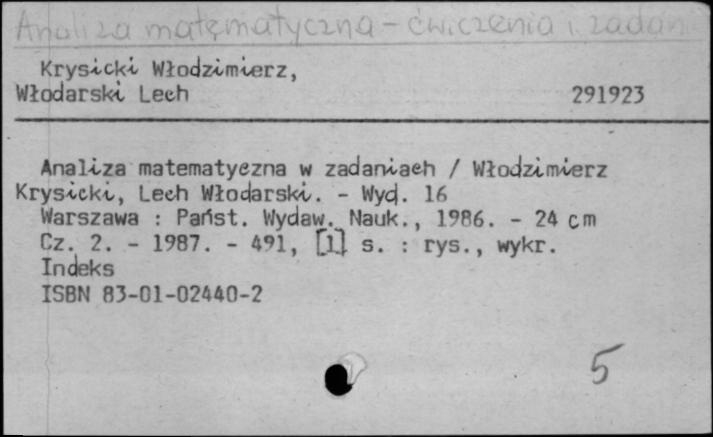 Analiza matematyczna - ćwiczenia i zadania
Krysicki Włodzimierz,
Włodarski Lech 291923
Analiza matematyczna w zadaniach / Włodzimierz
Krysicki, Lech Włodarski. - Wyd. 16
Warszawa : Państ. Wydaw. Nauk., 1986. - 24 cm
Cz. 2. - 1987. - 491, [1] s. : rys., wykr.
Indeks
ISBN 83-01-02440-2
5